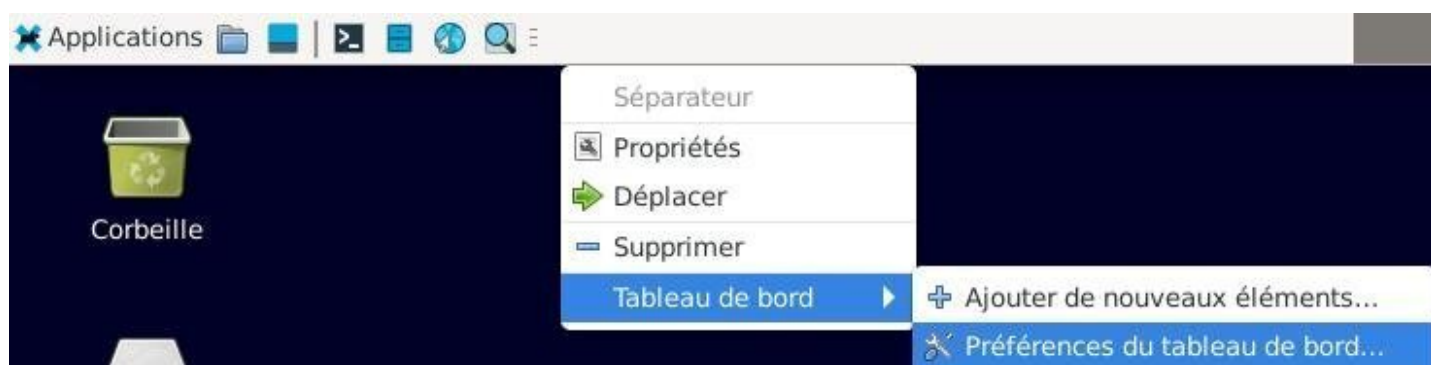 Applications
Séparateur
Propriétés
Déplacer
Corbeille
Supprimer
Tableau de bord
Ajouter de nouveaux éléments...
Préférences du tableau de bord...